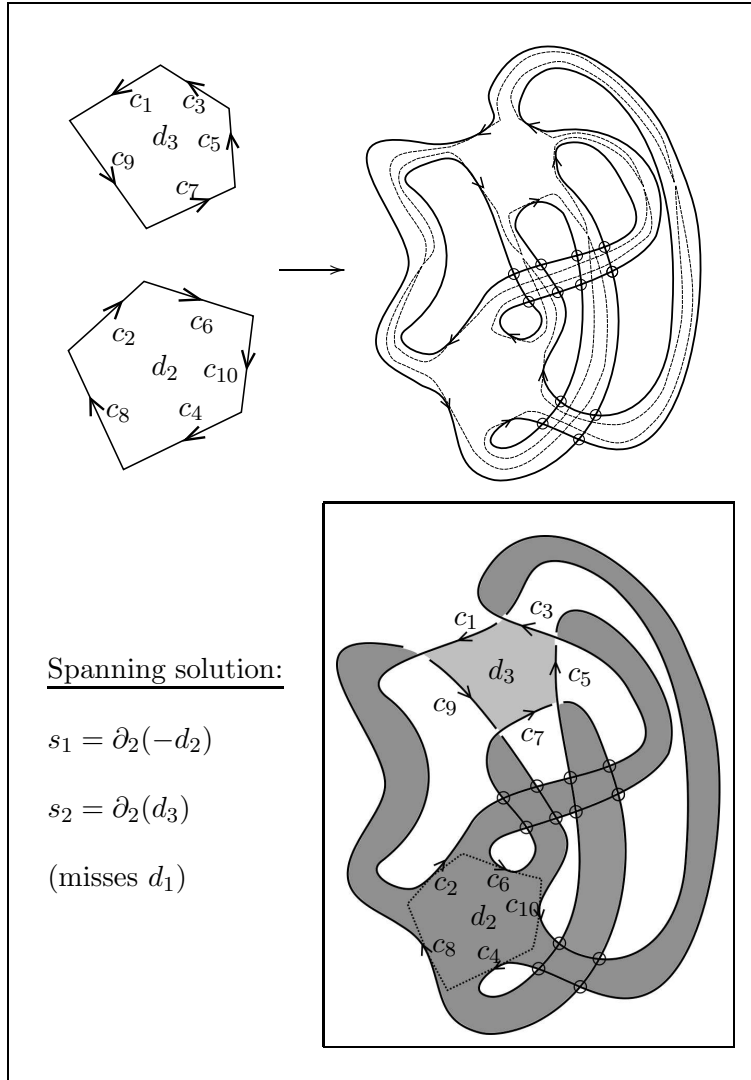 c₁ c₃
d₃ c₅
c₉
c₇
c₂ c₆
d₂ c₁₀
c₈ c₄
c₁ c₃
d₃ c₅
c₉ c₇
Spanning solution:
s₁ = ∂₂(−d₂)
s₂ = ∂₂(d₃)
(misses d₁)
c₂ c₆
c₁₀
d₂
c₈ c₄